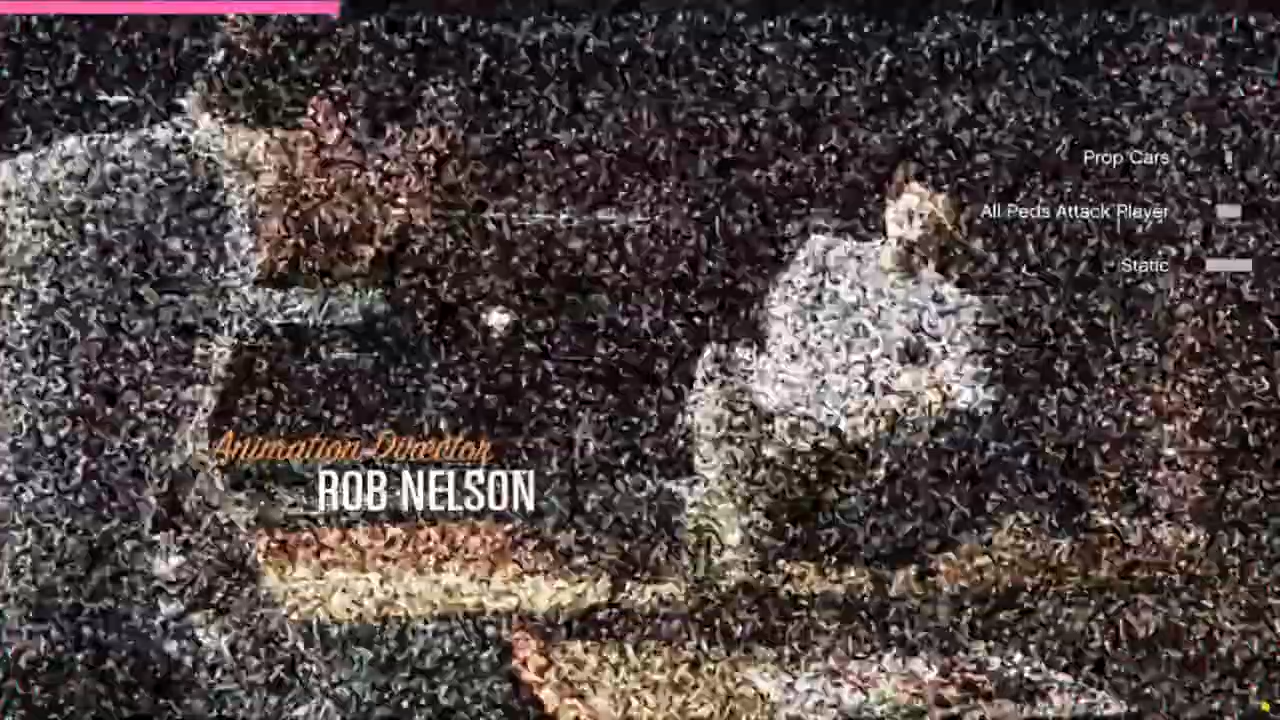 Prop Cars
All Peds Attack Player
Static
Animation Director
ROB NELSON